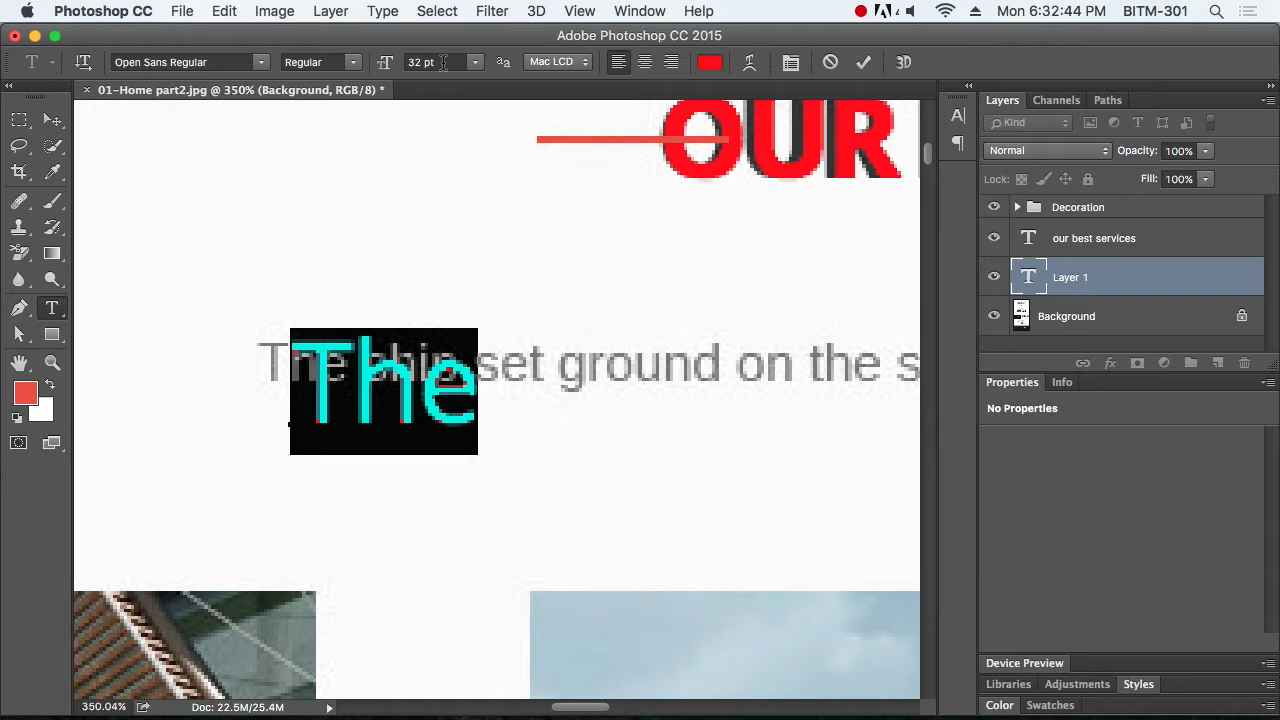 Photoshop CC File Edit Image Layer Type Select Filter 3D View Window Help Mon 6:32:44 PM BITM-301
Adobe Photoshop CC 2015
T Open Sans Regular Regular 32 pt aa Mac LCD 3D
× 01-Home part2.jpg @ 350% (Background, RGB/8) *
OUR
The ship set ground on the s
The
350.04% Doc: 22.5M/25.4M
Layers Channels Paths
Kind
Normal Opacity: 100%
Lock: Fill: 100%
Decoration
T our best services
T Layer 1
Background
fx
Properties Info
No Properties
Device Preview
Libraries Adjustments Styles
Color Swatches